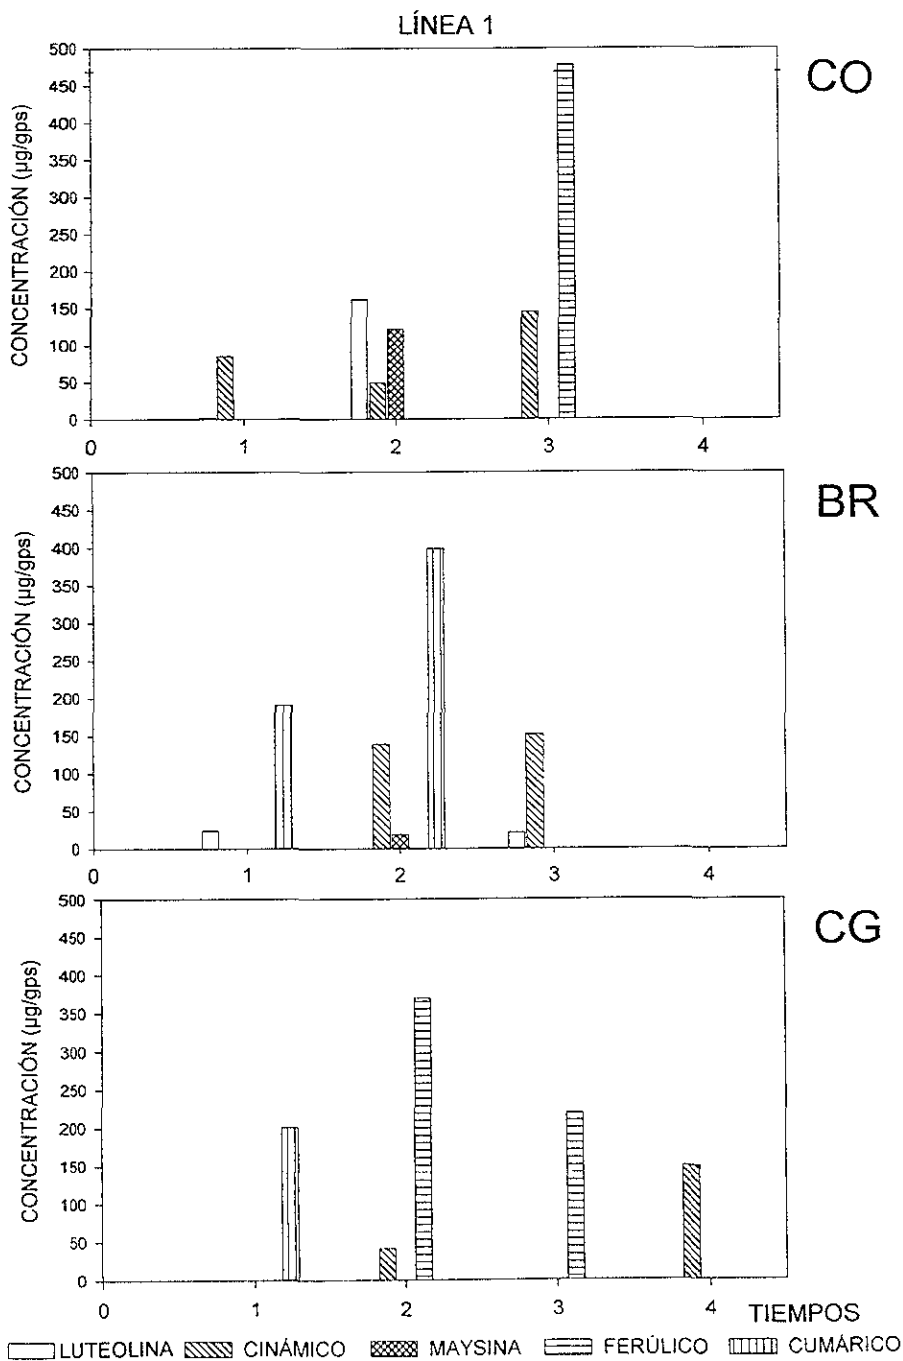 LÍNEA 1
CO
CONCENTRACIÓN (µg/gps)
500
450
400
350
300
250
200
150
100
50
0
0 1 2 3 4
BR
CONCENTRACIÓN (µg/gps)
500
450
400
350
300
250
200
150
100
50
0
0 1 2 3 4
CG
CONCENTRACIÓN (µg/gps)
500
450
400
350
300
250
200
150
100
50
0
0 1 2 3 4
TIEMPOS
LUTEOLINA CINÁMICO MAYSINA FERÚLICO CUMÁRICO